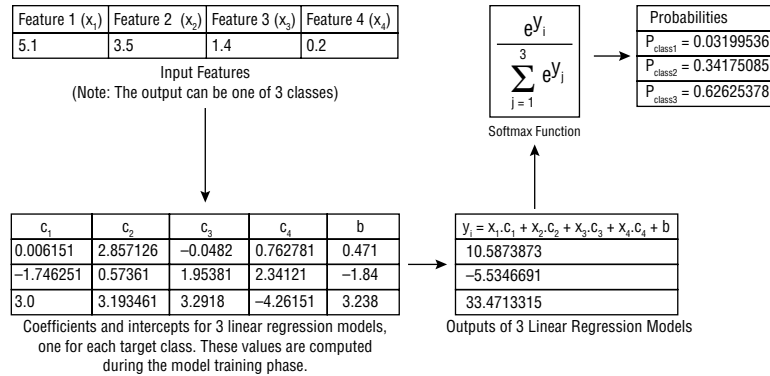 Feature 1 (x₁) Feature 2 (x₂) Feature 3 (x₃) Feature 4 (x₄)
5.1 3.5 1.4 0.2
Input Features
(Note: The output can be one of 3 classes)
c₁ c₂ c₃ c₄ b
0.006151 2.857126 –0.0482 0.762781 0.471
–1.746251 0.57361 1.95381 2.34121 –1.84
3.0 3.193461 3.2918 –4.26151 3.238
Coefficients and intercepts for 3 linear regression models,
one for each target class. These values are computed
during the model training phase.
yᵢ = x₁.c₁ + x₂.c₂ + x₃.c₃ + x₄.c₄ + b
10.5873873
–5.5346691
33.4713315
Outputs of 3 Linear Regression Models
e^yᵢ
3
∑ e^yⱼ
j = 1
Softmax Function
Probabilities
P_class1 = 0.03199536
P_class2 = 0.34175085
P_class3 = 0.62625378